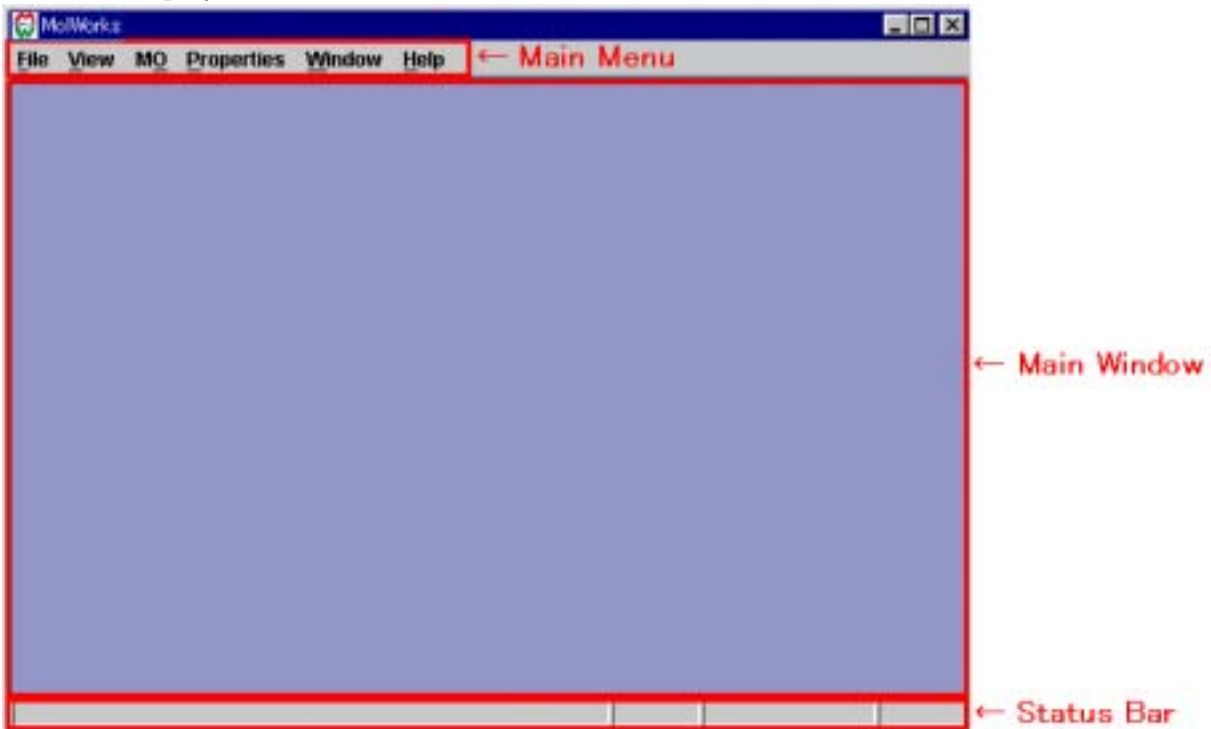 MolWorks
File View MO Properties Window Help ← Main Menu
← Main Window
← Status Bar